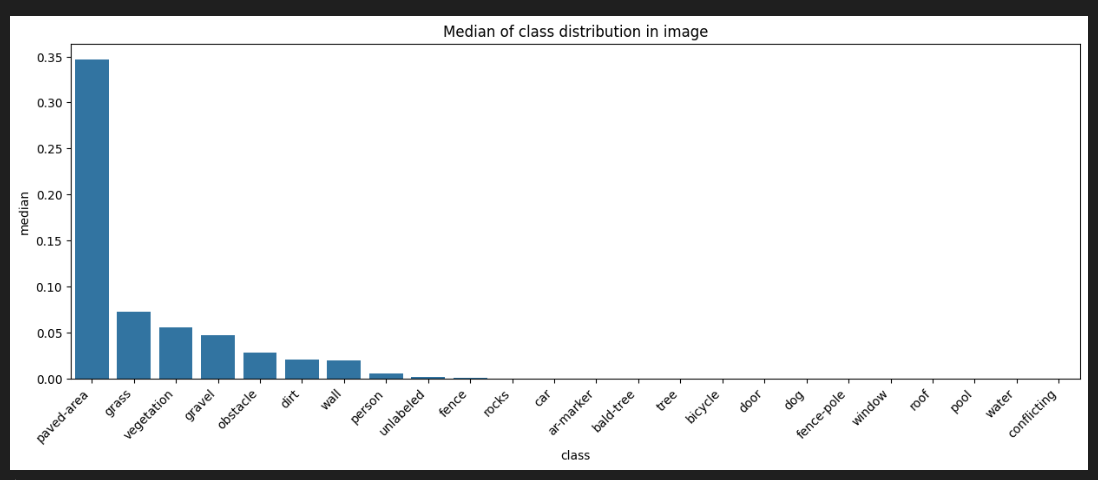 Median of class distribution in image
median
0.35
0.30
0.25
0.20
0.15
0.10
0.05
0.00
paved-area
grass
vegetation
gravel
obstacle
dirt
wall
person
unlabeled
fence
rocks
car
ar-marker
bald-tree
tree
bicycle
door
dog
fence-pole
window
roof
pool
water
conflicting
class